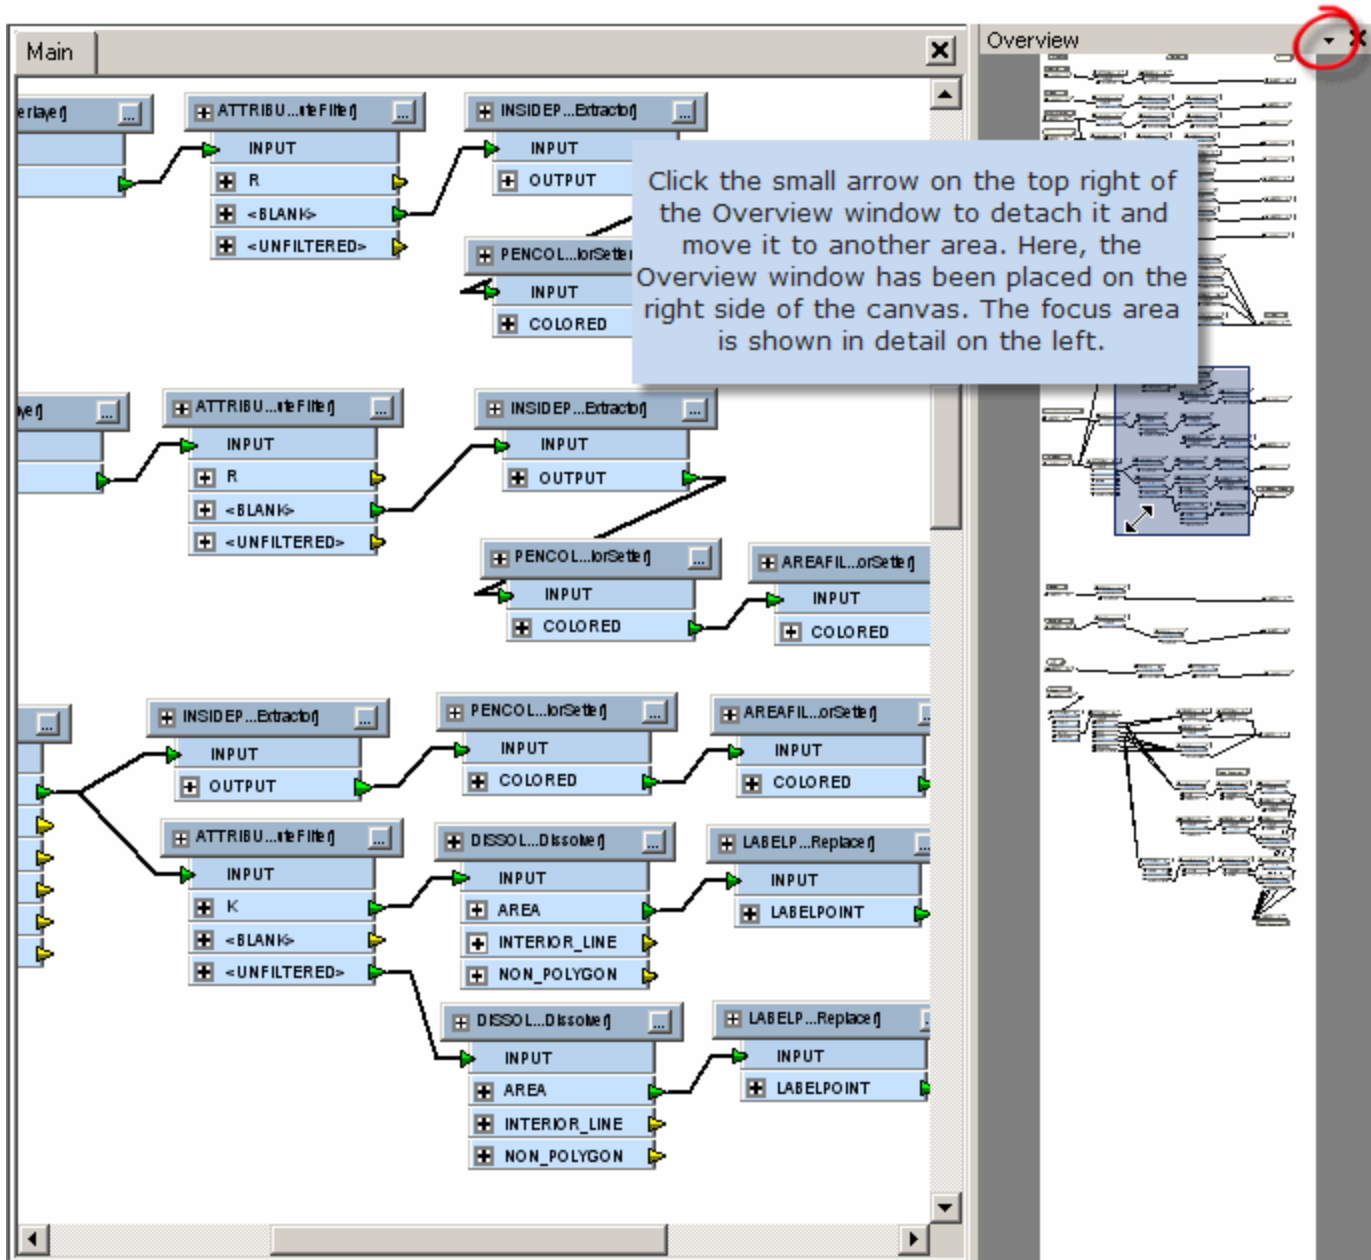 Main
Overview
erlayer]
ATTRIBU...uteFilter]
...
INPUT
R
<BLANK>
<UNFILTERED>
INSIDEP...Extractor]
...
INPUT
OUTPUT
PENCOL...lorSetter
INPUT
COLORED
Click the small arrow on the top right of
the Overview window to detach it and
move it to another area. Here, the
Overview window has been placed on the
right side of the canvas. The focus area
is shown in detail on the left.
yer]
...
ATTRIBU...uteFilter]
...
INPUT
R
<BLANK>
<UNFILTERED>
INSIDEP...Extractor]
...
INPUT
OUTPUT
PENCOL...lorSetter]
...
INPUT
COLORED
AREAFIL...orSetter]
INPUT
COLORED
...
INSIDEP...Extractor]
...
INPUT
OUTPUT
PENCOL...lorSetter]
...
INPUT
COLORED
AREAFIL...orSetter]
INPUT
COLORED
ATTRIBU...uteFilter]
...
INPUT
K
<BLANK>
<UNFILTERED>
DISSOL...Dissolver]
...
INPUT
AREA
INTERIOR_LINE
NON_POLYGON
LABELP...Replacer]
INPUT
LABELPOINT
DISSOL...Dissolver]
...
INPUT
AREA
INTERIOR_LINE
NON_POLYGON
LABELP...Replacer]
INPUT
LABELPOINT